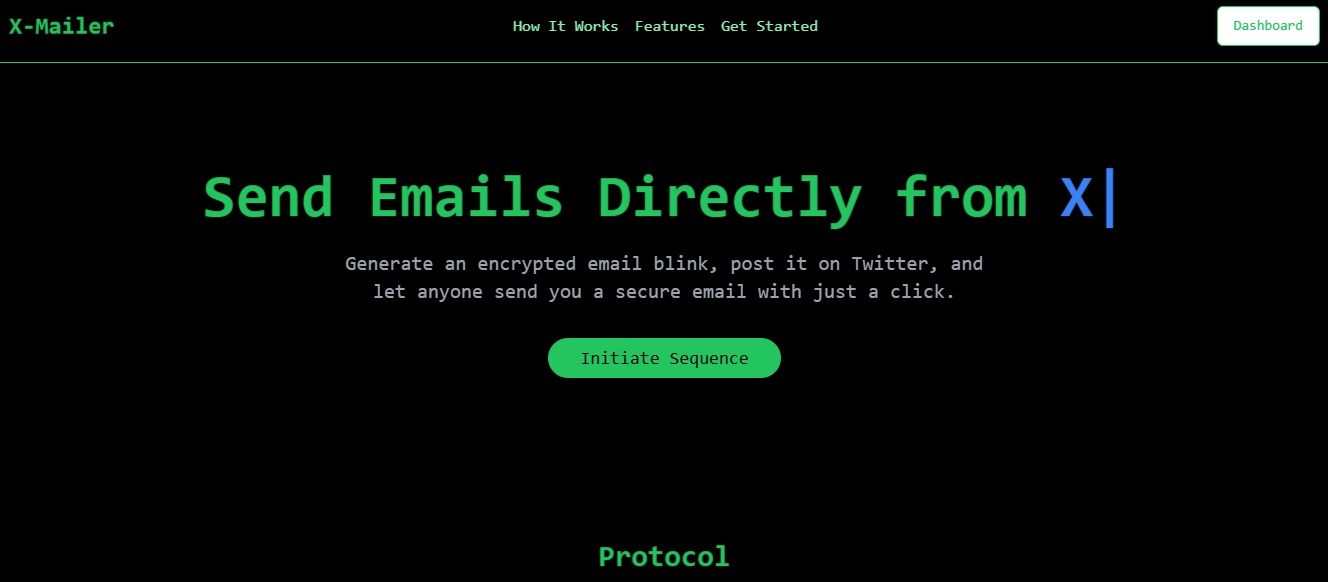 X-Mailer
How It Works Features Get Started
Dashboard
Send Emails Directly from X
Generate an encrypted email blink, post it on Twitter, and
let anyone send you a secure email with just a click.
Initiate Sequence
Protocol